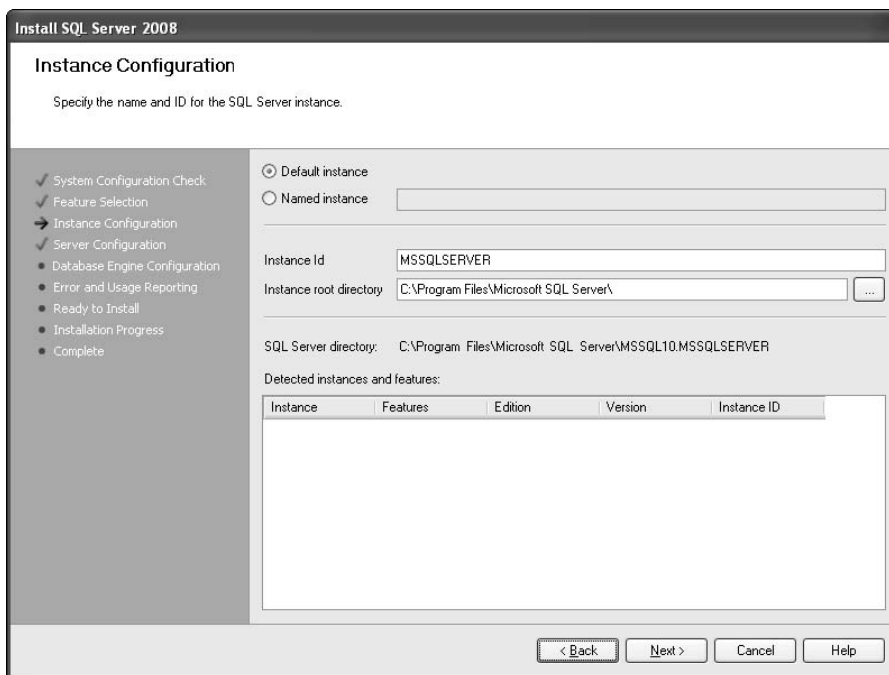 Install SQL Server 2008
Instance Configuration
Specify the name and ID for the SQL Server instance.
System Configuration Check
Feature Selection
Instance Configuration
Server Configuration
Database Engine Configuration
Error and Usage Reporting
Ready to Install
Installation Progress
Complete
Default instance
Named instance
Instance Id MSSQLSERVER
Instance root directory C:\Program Files\Microsoft SQL Server\ ...
SQL Server directory: C:\Program Files\Microsoft SQL Server\MSSQL10.MSSQLSERVER
Detected instances and features:
Instance Features Edition Version Instance ID
< Back Next > Cancel Help